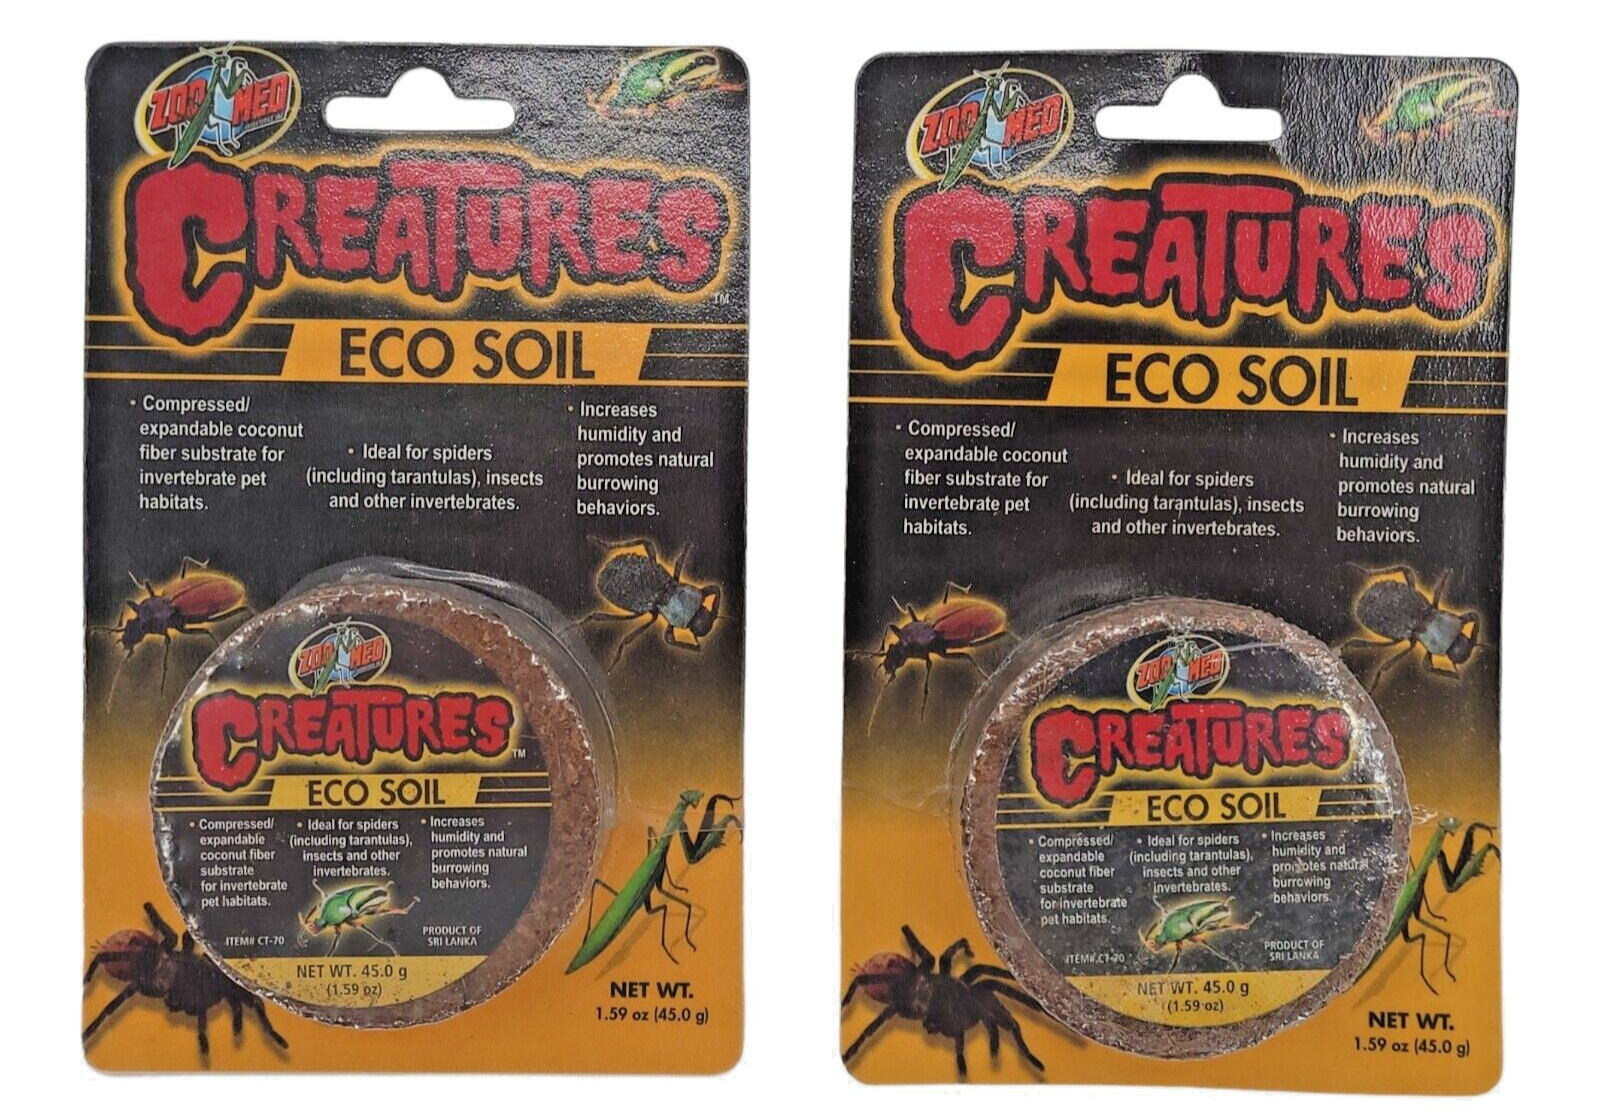 ZOO MED
CREATURES™
ECO SOIL
• Compressed/
expandable coconut
fiber substrate for
invertebrate pet
habitats.
• Ideal for spiders
(including tarantulas), insects
and other invertebrates.
• Increases
humidity and
promotes natural
burrowing
behaviors.
ZOO MED
CREATURES™
ECO SOIL
• Compressed/
expandable
coconut fiber
substrate
for invertebrate
pet habitats.
• Ideal for spiders
(including tarantulas),
insects and other
invertebrates.
• Increases
humidity and
promotes natural
burrowing
behaviors.
ITEM# CT-70
PRODUCT OF
SRI LANKA
NET WT. 45.0 g
(1.59 oz)
NET WT.
1.59 oz (45.0 g)
ZOO MED
CREATURES
ECO SOIL
• Compressed/
expandable coconut
fiber substrate for
invertebrate pet
habitats.
• Ideal for spiders
(including tarantulas), insects
and other invertebrates.
• Increases
humidity and
promotes natural
burrowing
behaviors.
ZOO MED
CREATURES
ECO SOIL
• Compressed/
expandable
coconut fiber
substrate
for invertebrate
pet habitats.
• Ideal for spiders
(including tarantulas),
insects and other
invertebrates.
• Increases
humidity and
promotes natural
burrowing
behaviors.
ITEM# CT-70
PRODUCT OF
SRI LANKA
NET WT. 45.0 g
(1.59 oz)
NET WT.
1.59 oz (45.0 g)